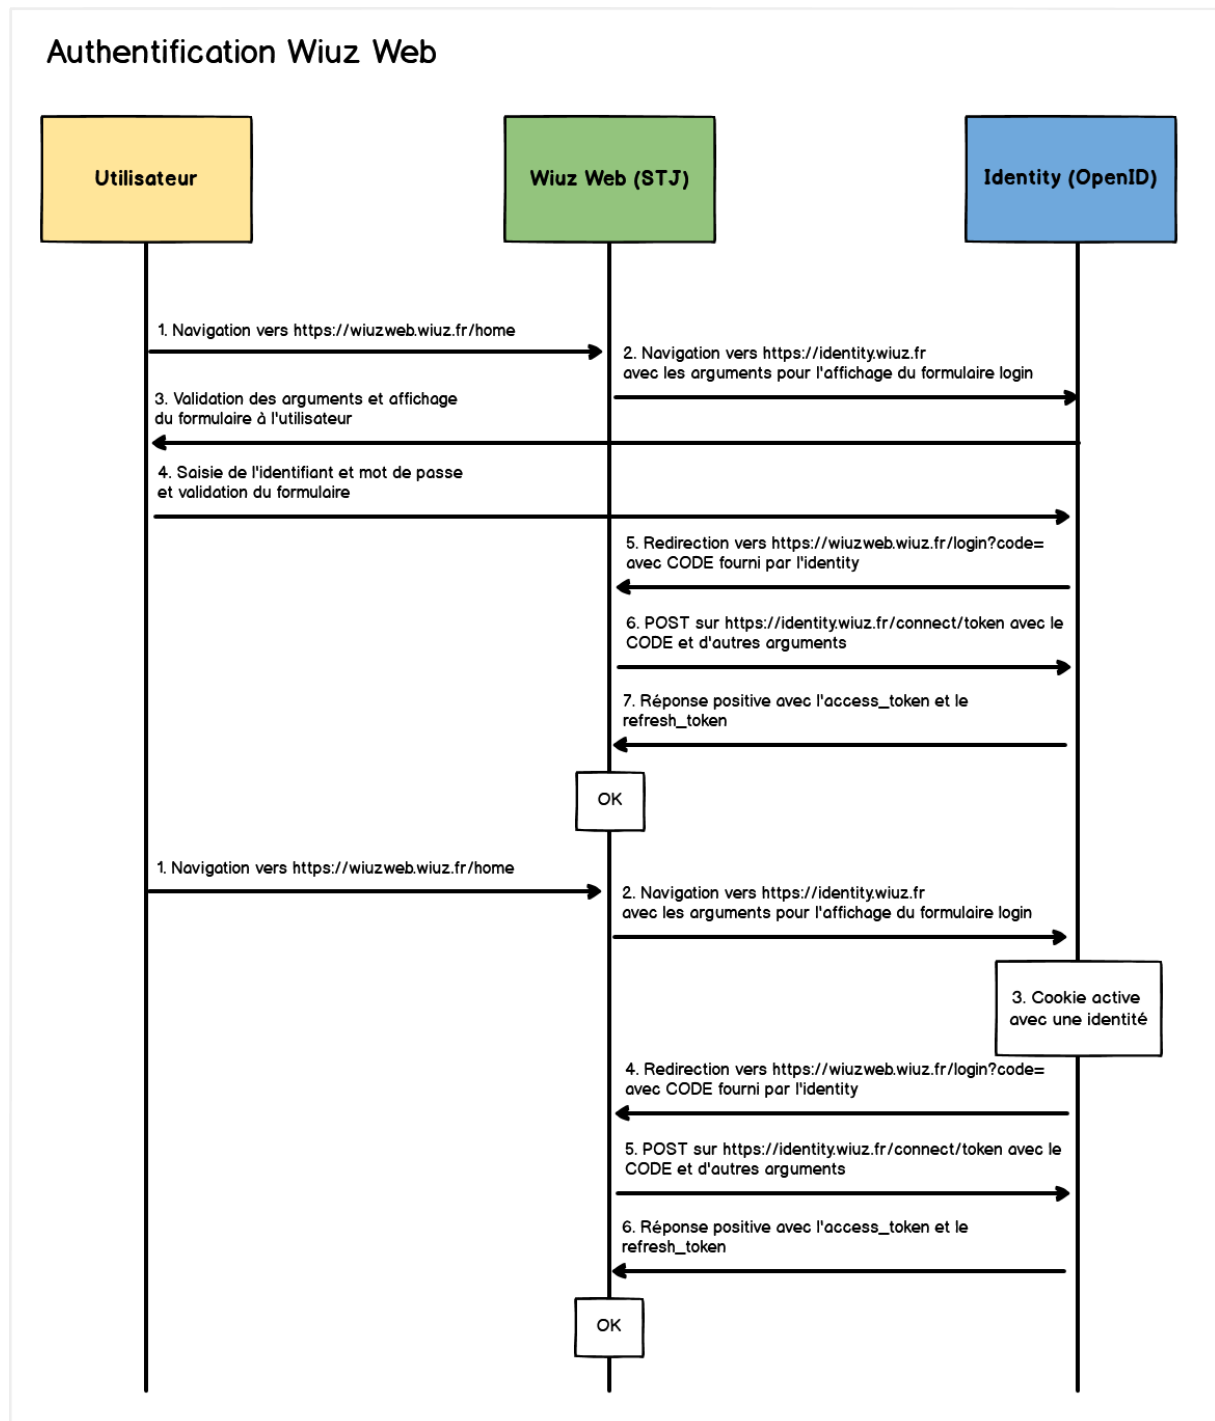 Authentification Wiuz Web
Utilisateur
Wiuz Web (STJ)
Identity (OpenID)
1. Navigation vers https://wiuzweb.wiuz.fr/home
2. Navigation vers https://identity.wiuz.fr
avec les arguments pour l'affichage du formulaire login
3. Validation des arguments et affichage
du formulaire à l'utilisateur
4. Saisie de l'identifiant et mot de passe
et validation du formulaire
5. Redirection vers https://wiuzweb.wiuz.fr/login?code=
avec CODE fourni par l'identity
6. POST sur https://identity.wiuz.fr/connect/token avec le
CODE et d'autres arguments
7. Réponse positive avec l'access_token et le
refresh_token
OK
1. Navigation vers https://wiuzweb.wiuz.fr/home
2. Navigation vers https://identity.wiuz.fr
avec les arguments pour l'affichage du formulaire login
3. Cookie active
avec une identité
4. Redirection vers https://wiuzweb.wiuz.fr/login?code=
avec CODE fourni par l'identity
5. POST sur https://identity.wiuz.fr/connect/token avec le
CODE et d'autres arguments
6. Réponse positive avec l'access_token et le
refresh_token
OK